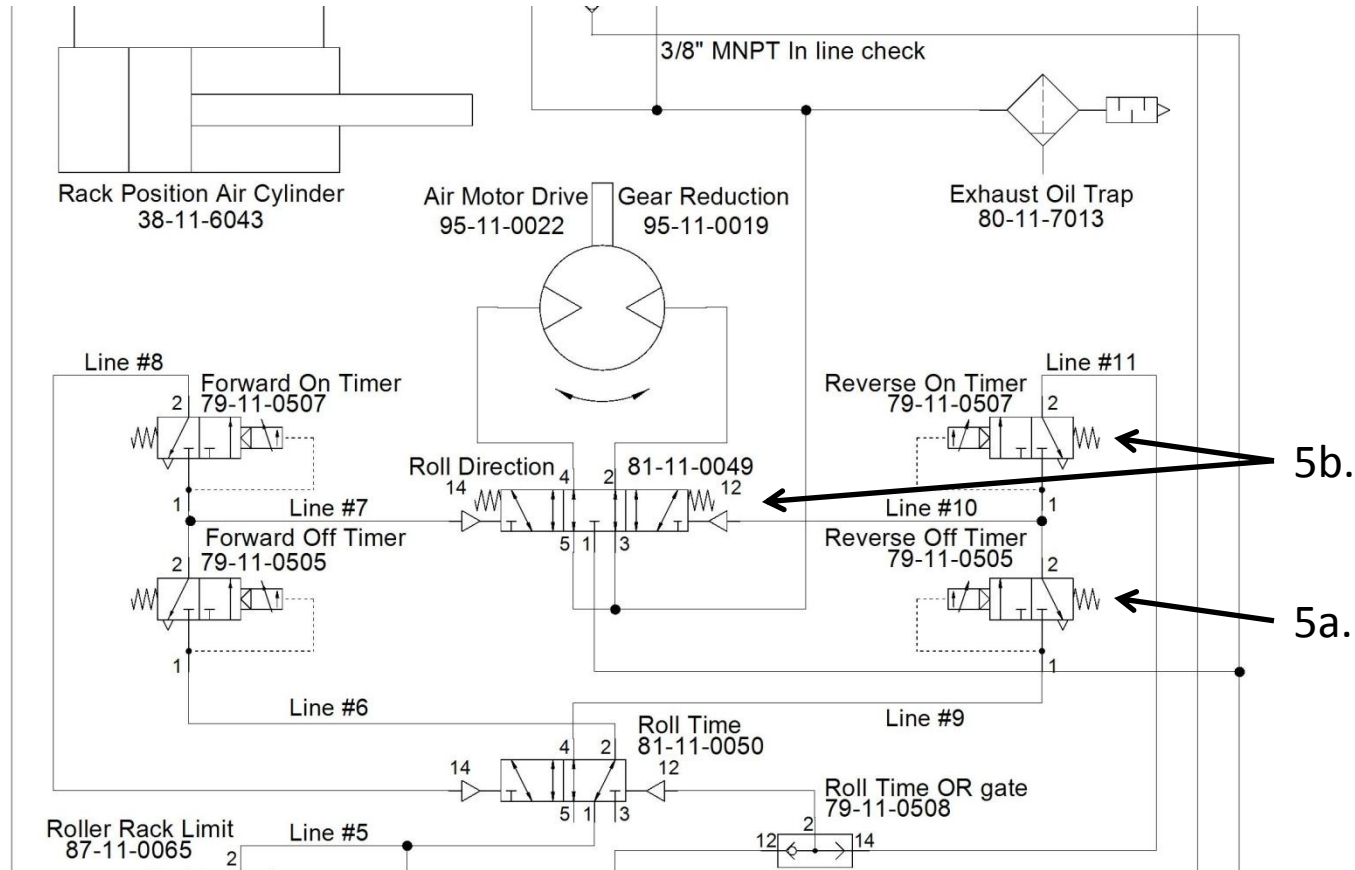 3/8" MNPT In line check
Rack Position Air Cylinder
38-11-6043
Air Motor Drive
95-11-0022
Gear Reduction
95-11-0019
Exhaust Oil Trap
80-11-7013
Line #8
Forward On Timer
79-11-0507
2
1
Line #7
Roll Direction
81-11-0049
14
4
2
12
5
1
3
Reverse On Timer
79-11-0507
Line #11
2
1
Line #10
5b.
Forward Off Timer
79-11-0505
2
1
Reverse Off Timer
79-11-0505
2
1
5a.
Line #6
Line #9
Roll Time
81-11-0050
14
4
2
12
5
1
3
Roll Time OR gate
79-11-0508
2
12
14
Roller Rack Limit
87-11-0065
2
Line #5